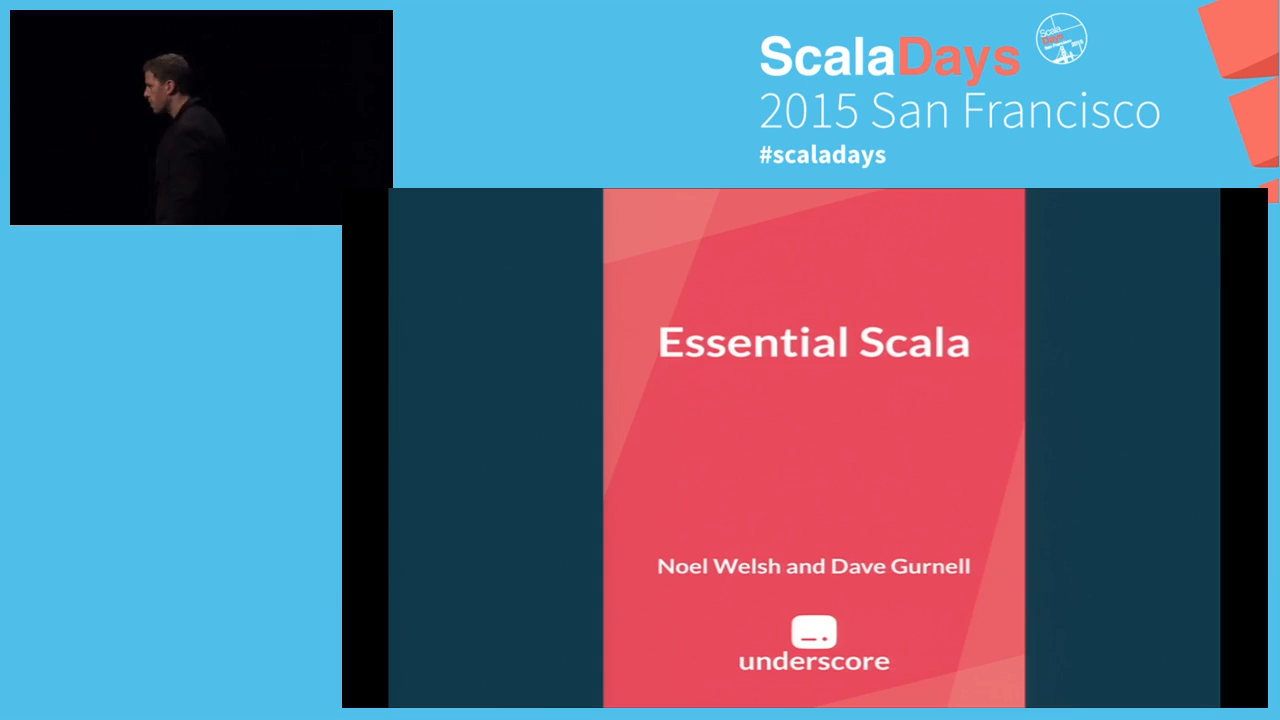 ScalaDays
2015 San Francisco
#scaladays
Essential Scala
Noel Welsh and Dave Gurnell
underscore